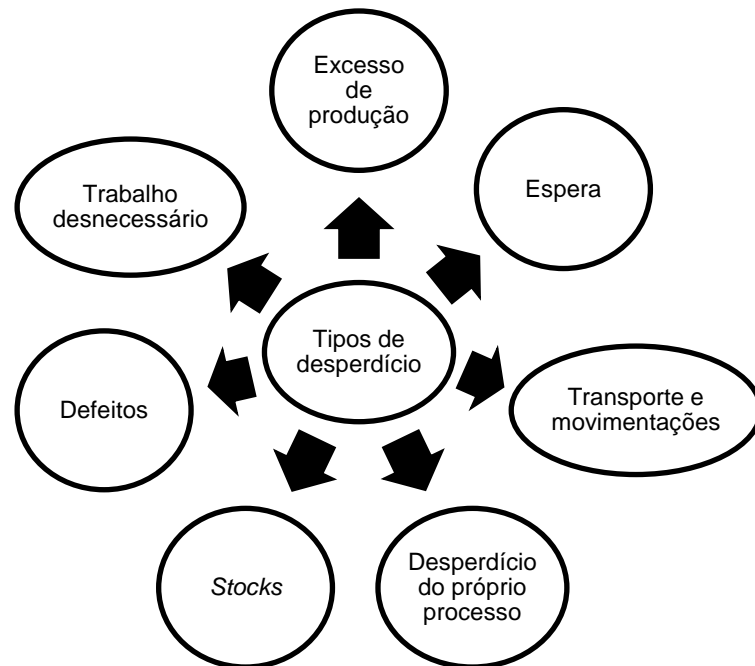 Excesso
de
produção
Espera
Trabalho
desnecessário
Tipos de
desperdício
Transporte e
movimentações
Defeitos
Stocks
Desperdício
do próprio
processo